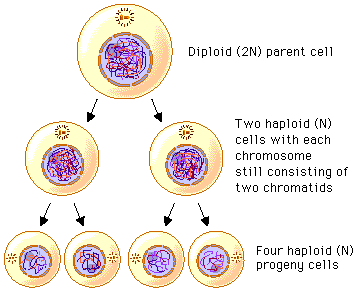 Diploid (2N) parent cell
Two haploid (N)
cells with each
chromosome
still consisting of
two chromatids
Four haploid (N)
progeny cells